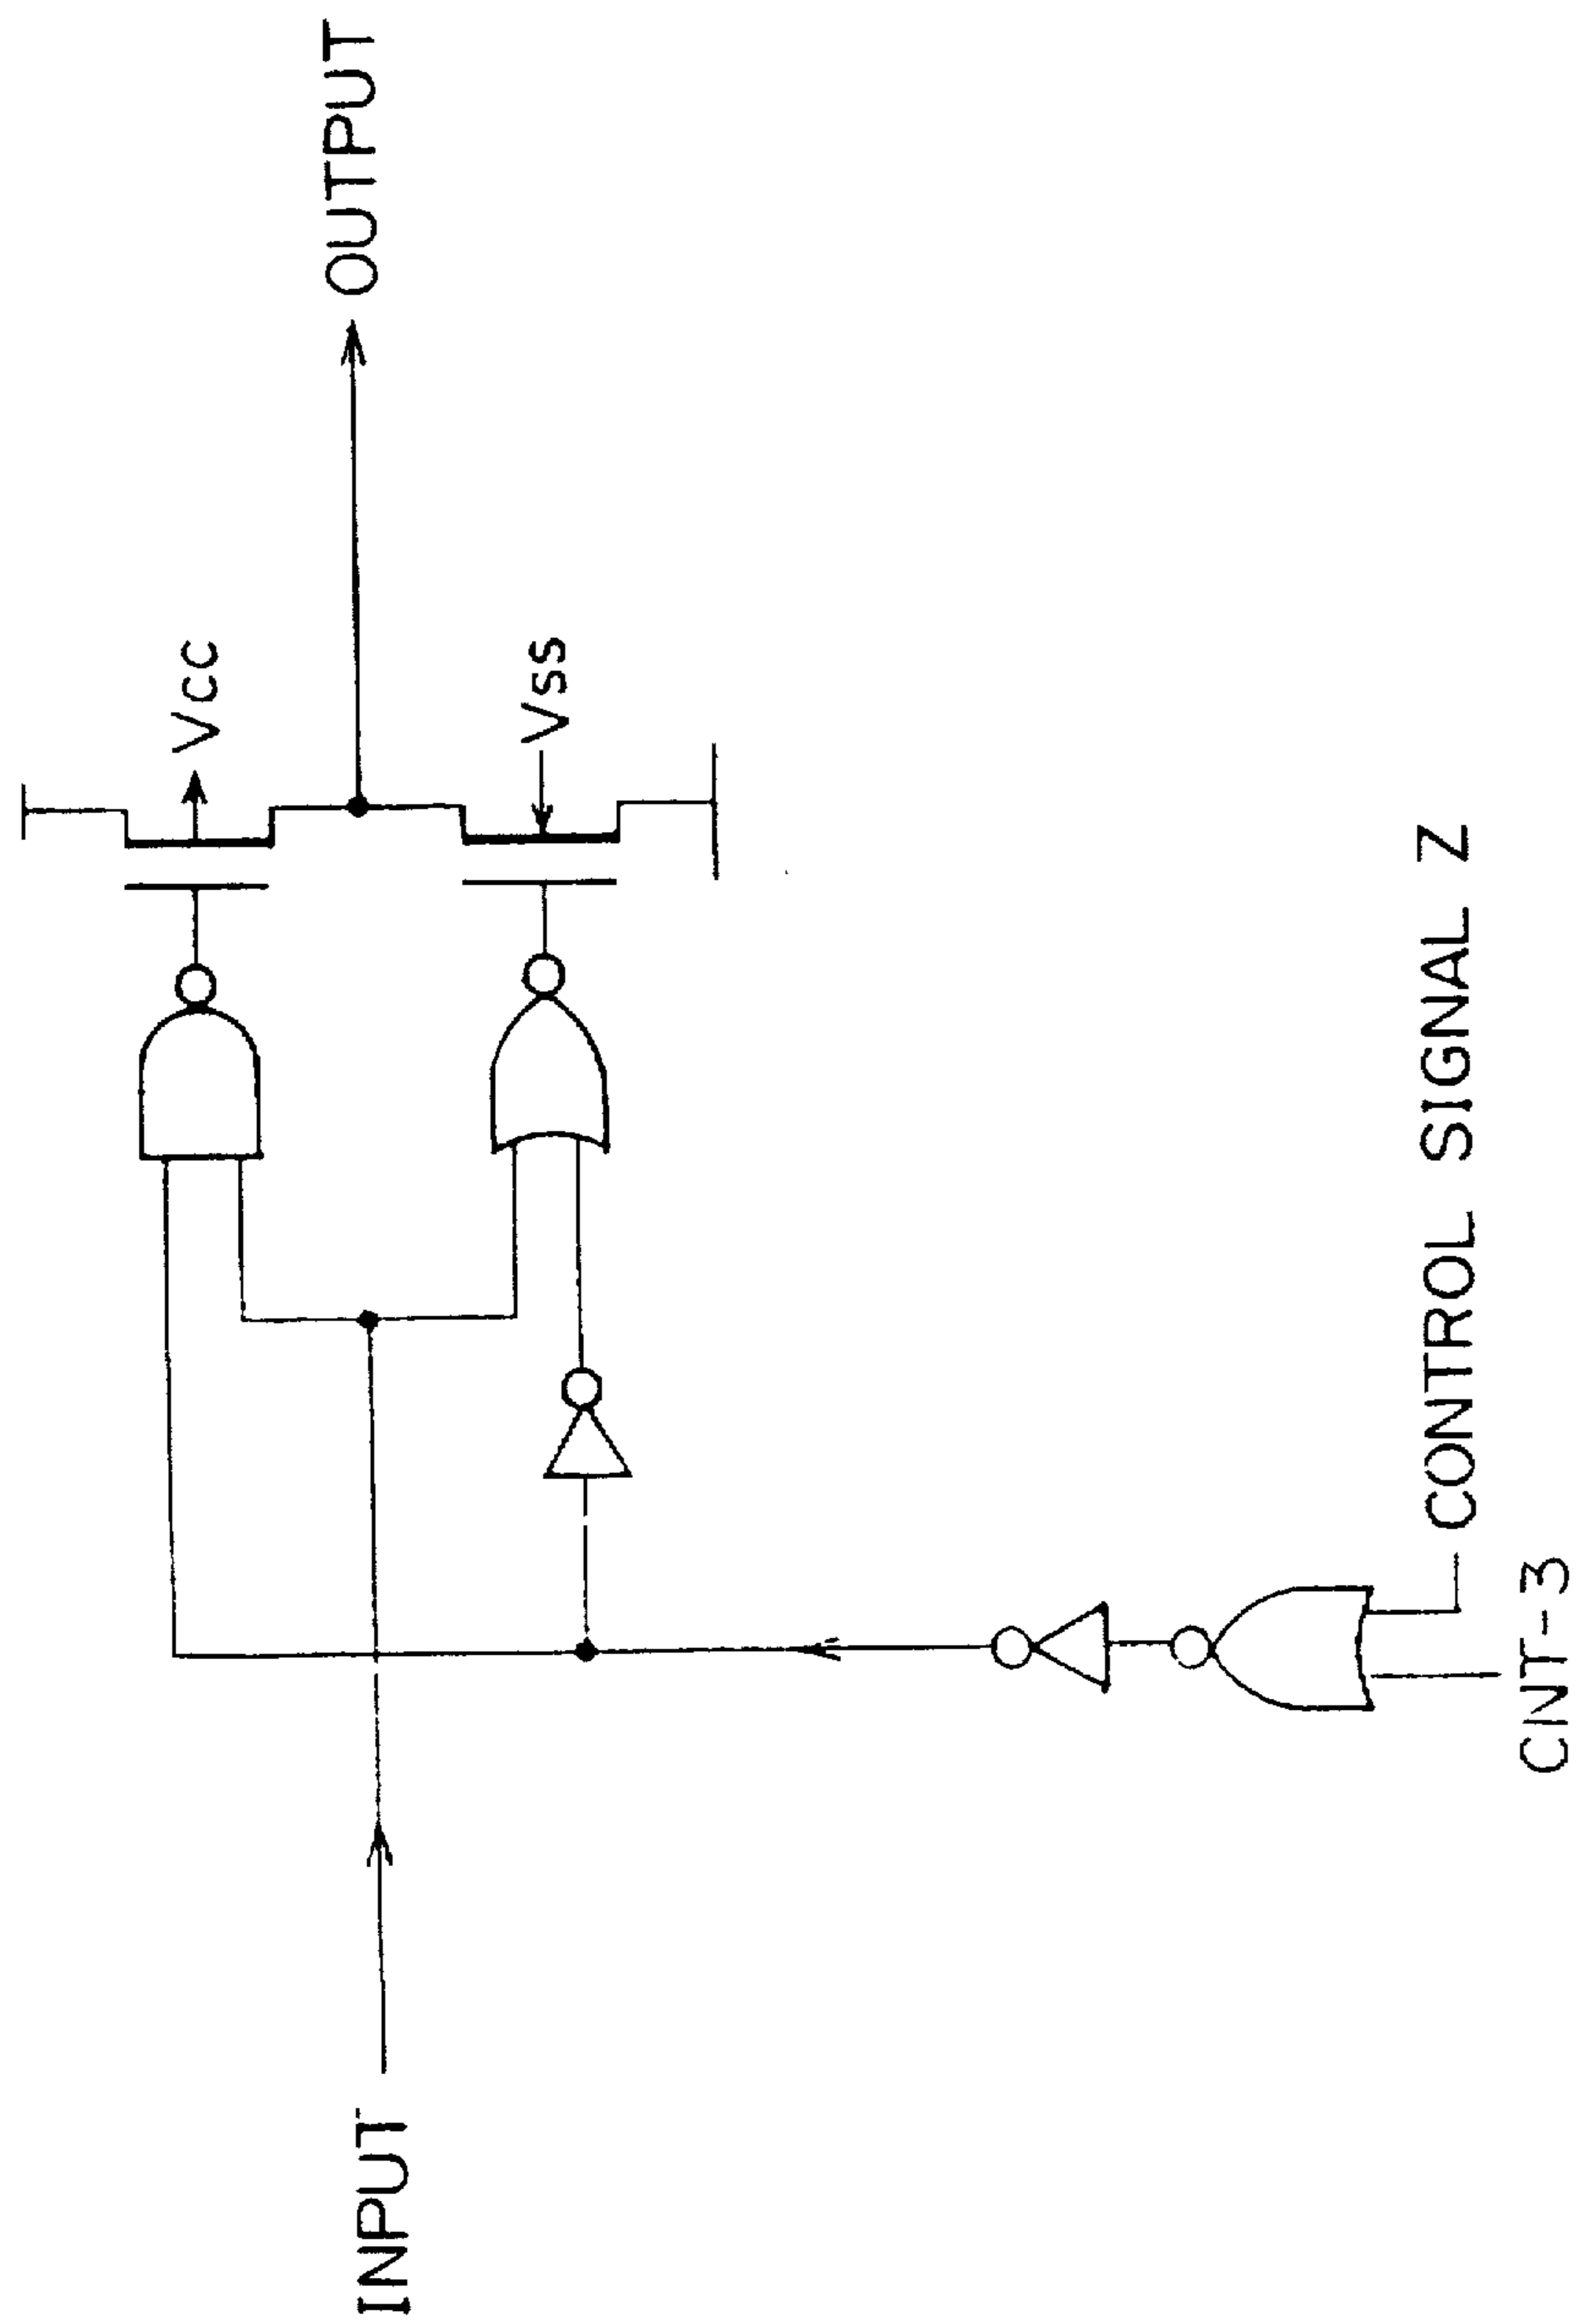 INPUT
OUTPUT
Vcc
Vss
CONTROL SIGNAL Z
CNT-3